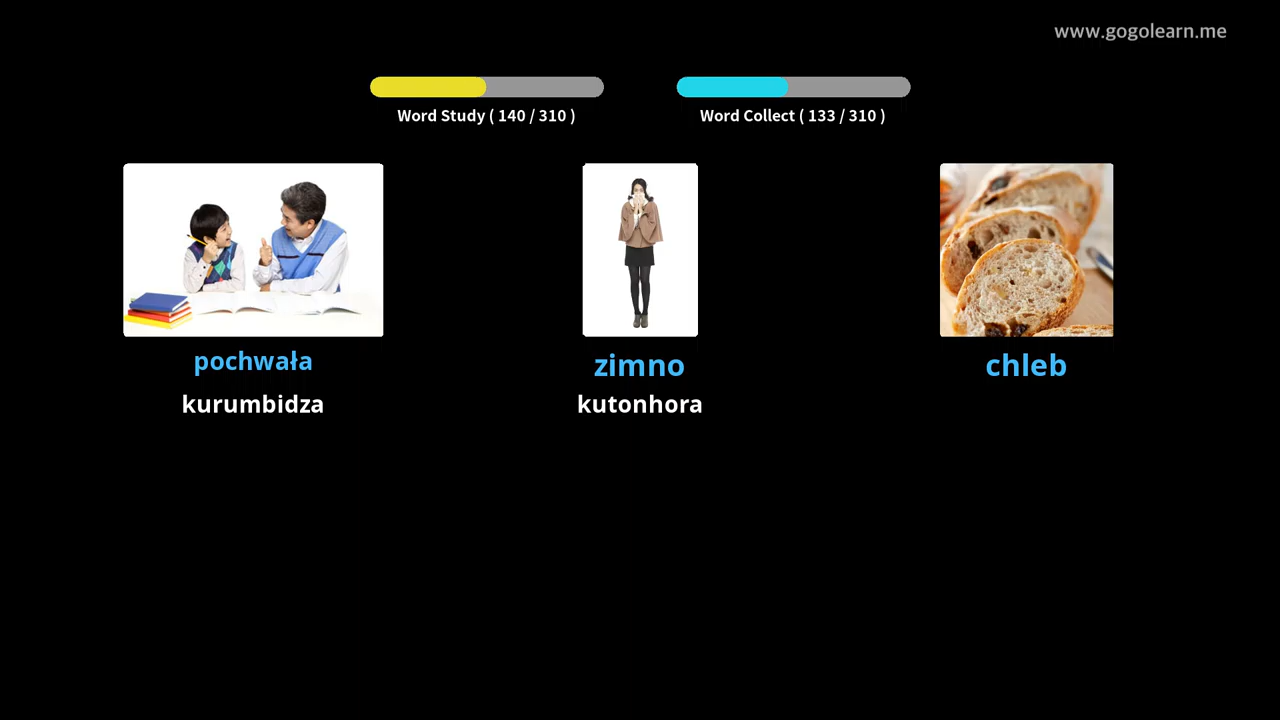 www.gogolearn.me
Word Study ( 140 / 310 )
Word Collect ( 133 / 310 )
pochwała
zimno
chleb
kurumbidza
kutonhora